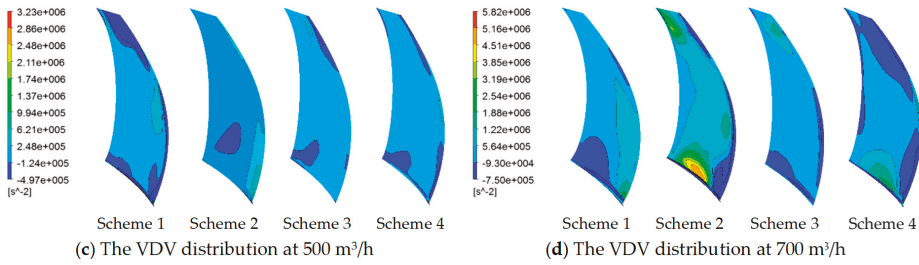 3.23e+006
2.86e+006
2.48e+006
2.11e+006
1.74e+006
1.37e+006
9.94e+005
6.21e+005
2.48e+005
-1.24e+005
-4.97e+005
[s^-2]
Scheme 1 Scheme 2 Scheme 3 Scheme 4
(c) The VDV distribution at 500 m³/h
5.82e+006
5.16e+006
4.51e+006
3.85e+006
3.19e+006
2.54e+006
1.88e+006
1.22e+006
5.64e+005
-9.30e+004
-7.50e+005
[s^-2]
Scheme 1 Scheme 2 Scheme 3 Scheme 4
(d) The VDV distribution at 700 m³/h